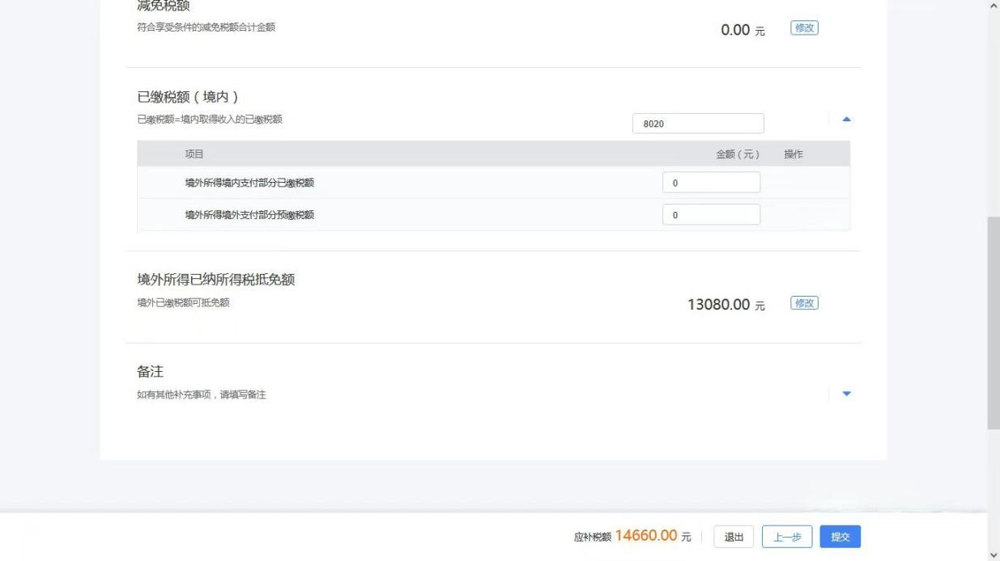 减免税额
符合享受条件的减免税额合计金额
0.00 元 修改
已缴税额（境内）
已缴税额=境内取得收入的已缴税额
8020
项目 金额（元） 操作
境外所得境内支付部分已缴税额 0
境外所得境外支付部分预缴税额 0
境外所得已纳所得税抵免额
境外已缴税额可抵免额
13080.00 元 修改
备注
如有其他补充事项，请填写备注
应补税额 14660.00 元 退出 上一步 提交